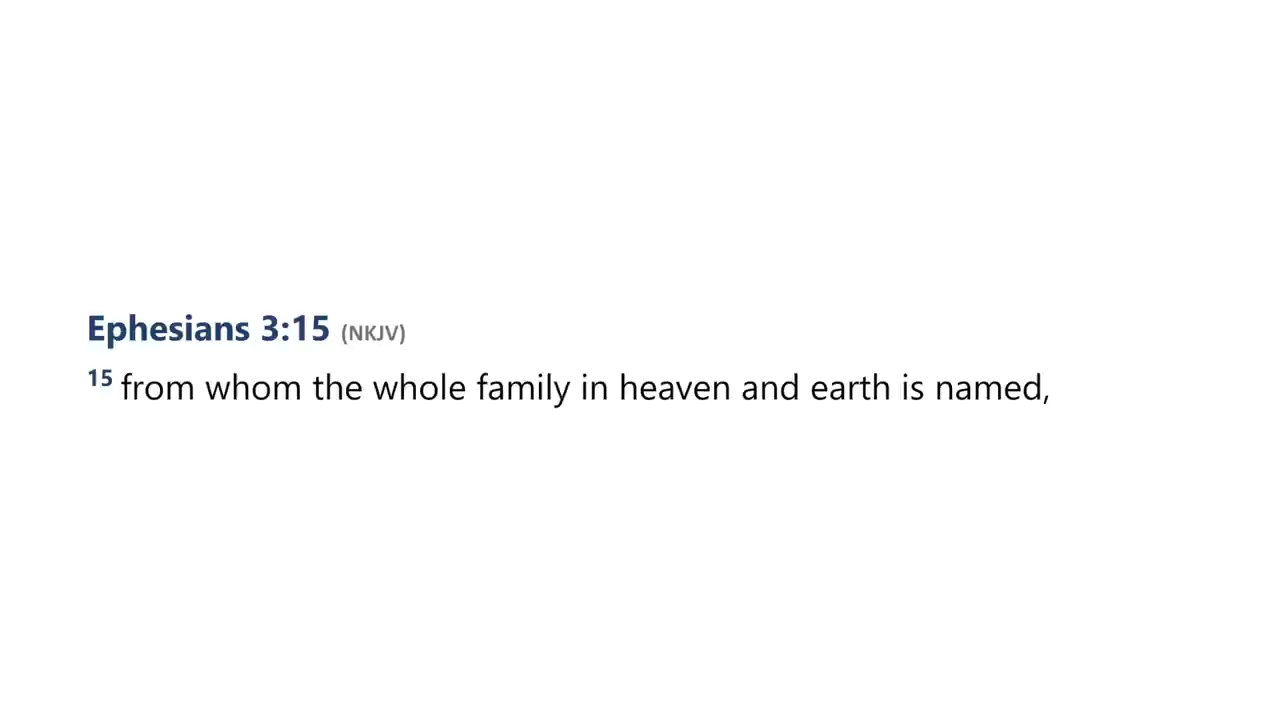 Ephesians 3:15 (NKJV)
15 from whom the whole family in heaven and earth is named,